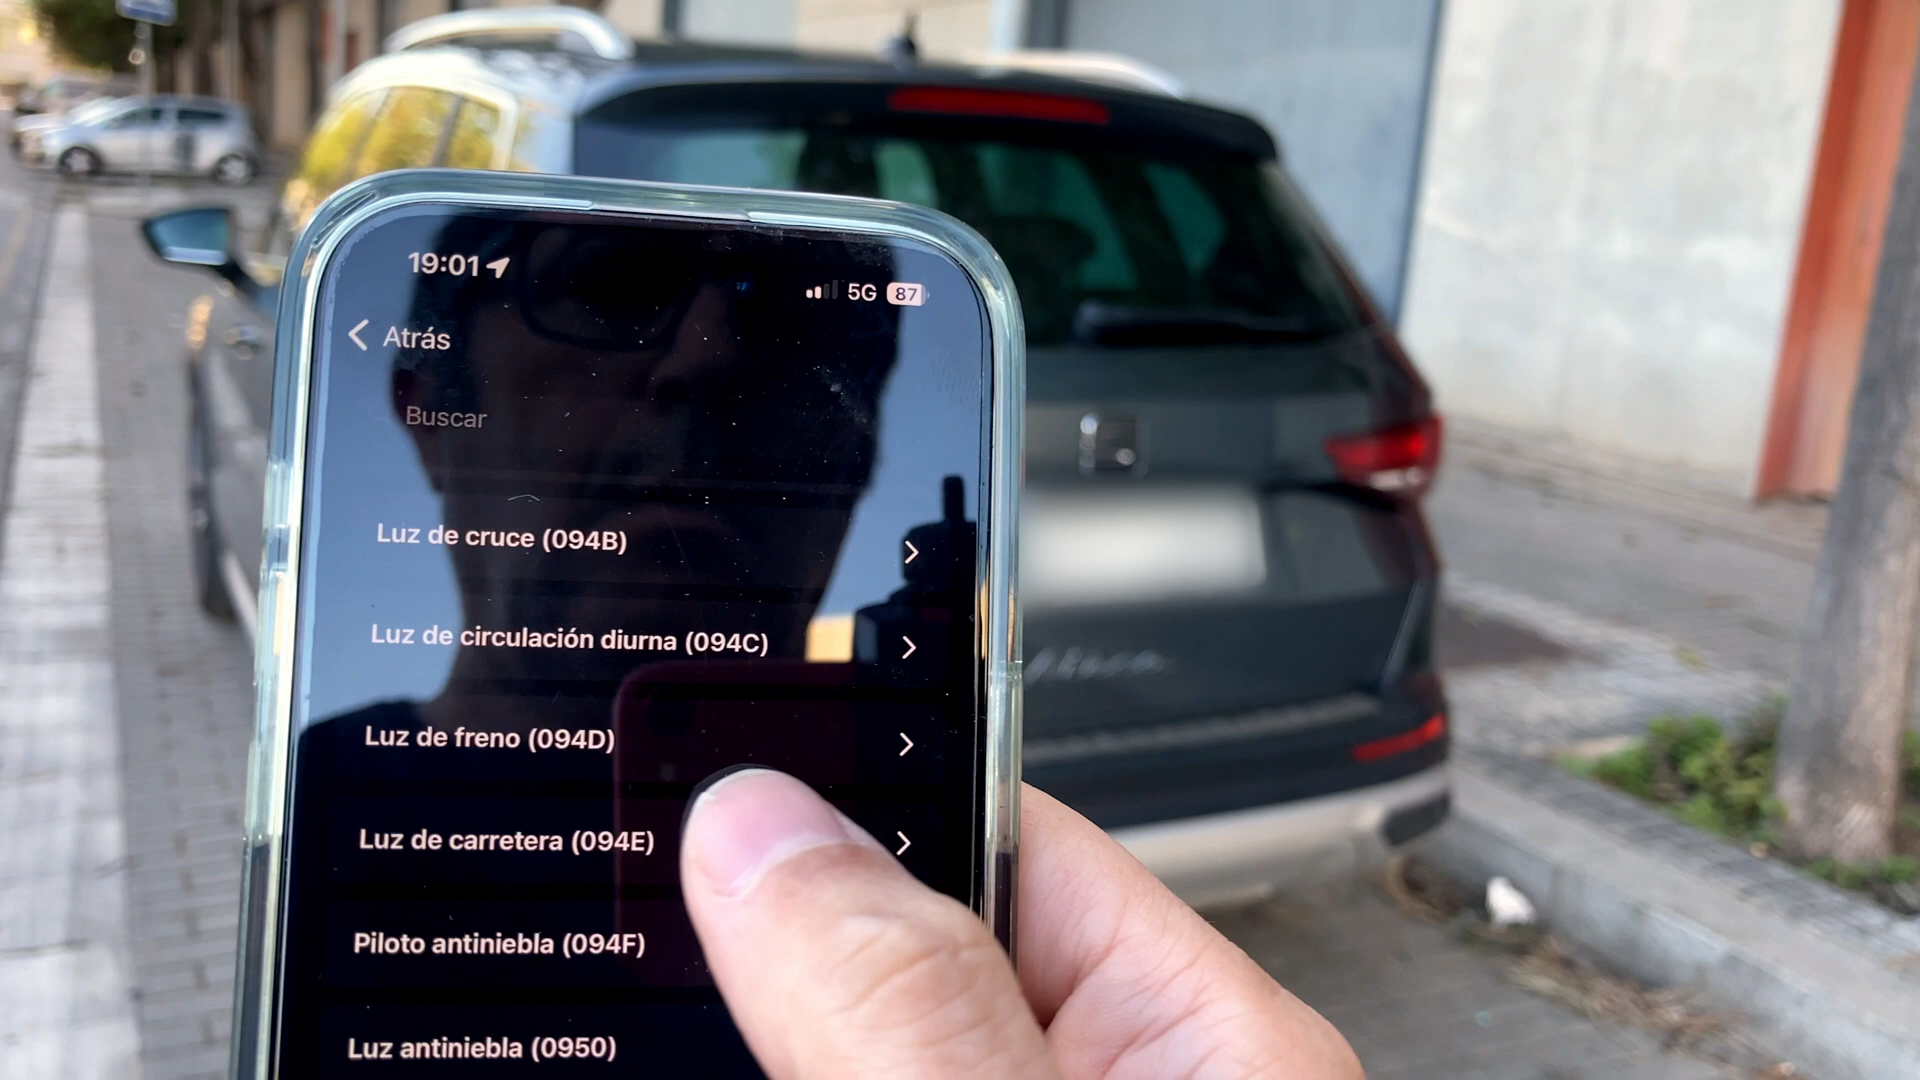 19:01
5G 87
Atrás
Buscar
Luz de cruce (094B)
Luz de circulación diurna (094C)
Luz de freno (094D)
Luz de carretera (094E)
Piloto antiniebla (094F)
Luz antiniebla (0950)